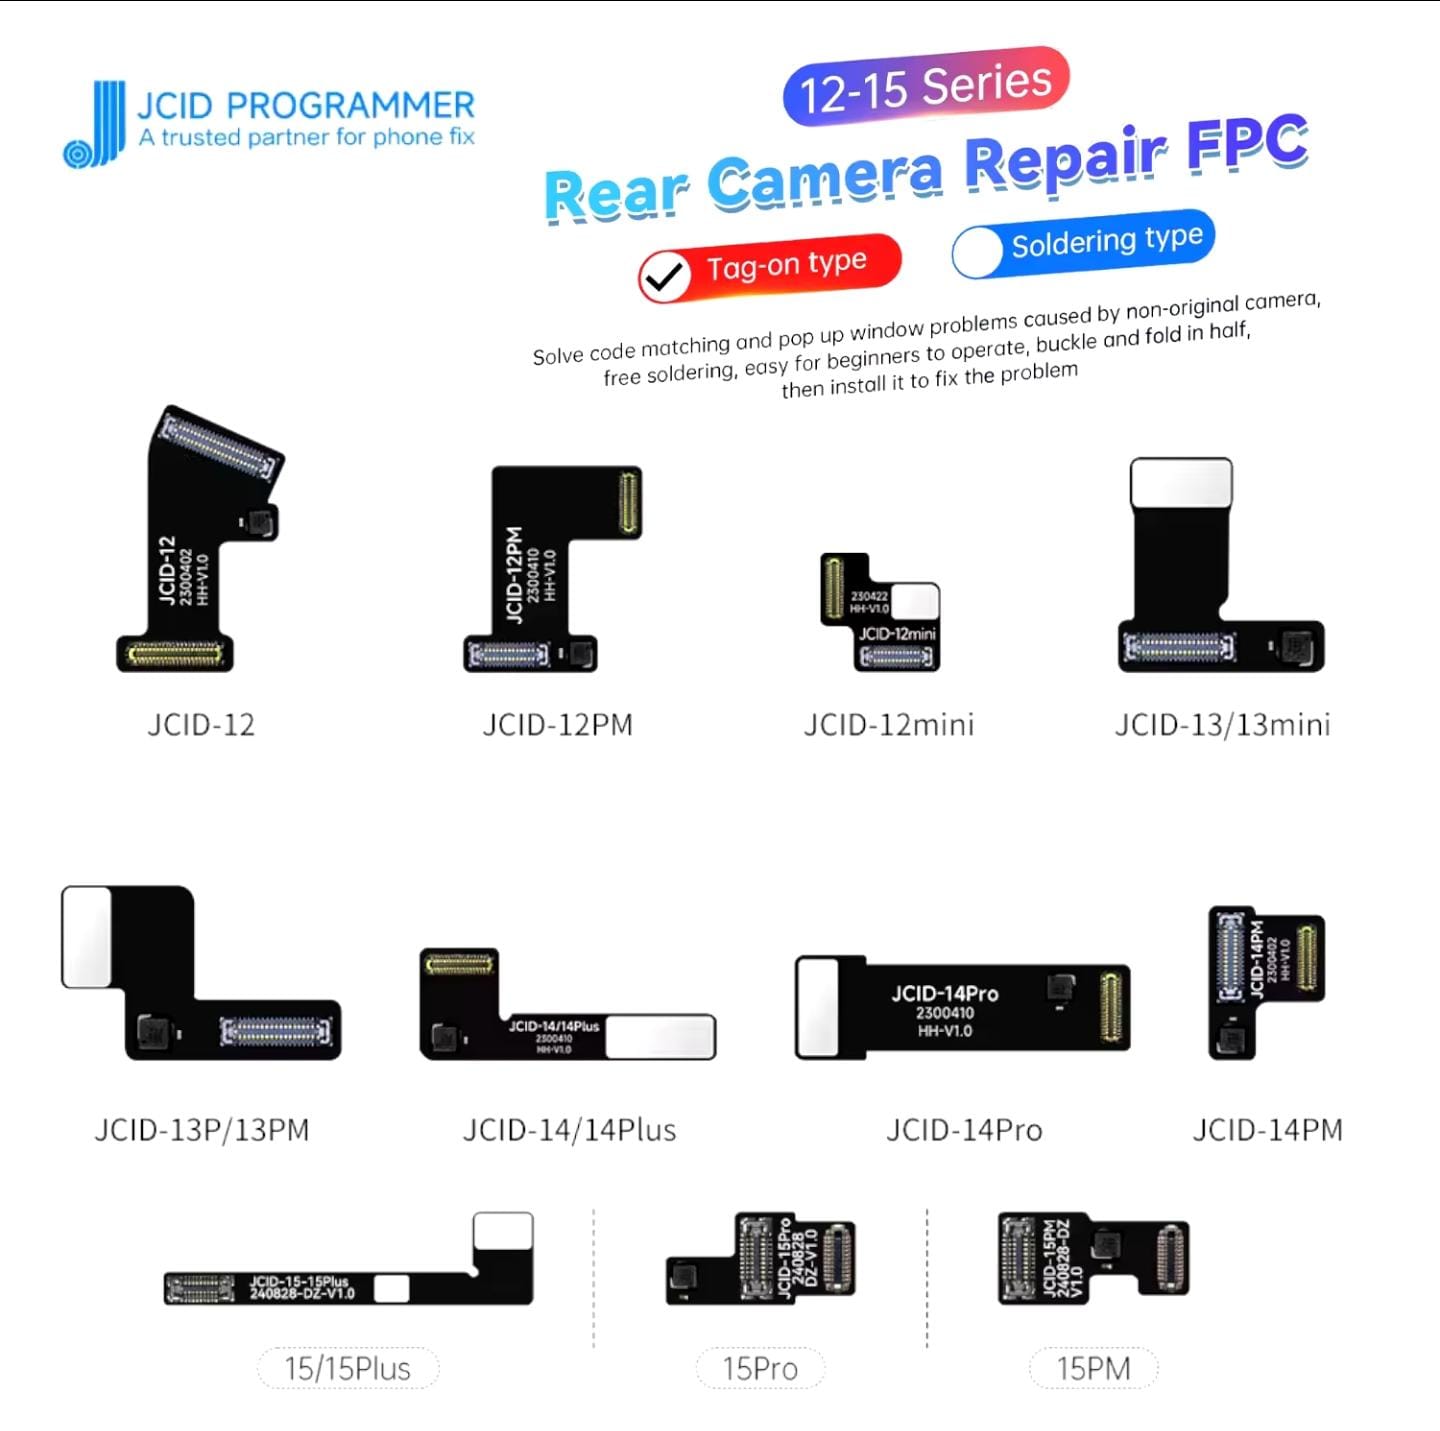 JCID PROGRAMMER
A trusted partner for phone fix
12-15 Series
Rear Camera Repair FPC
Tag-on type
Soldering type
Solve code matching and pop up window problems caused by non-original camera,
free soldering, easy for beginners to operate, buckle and fold in half,
then install it to fix the problem
JCID-12
2300402
HH-V1.0
JCID-12PM
2300410
HH-V1.0
230422
HH-V1.0
JCID-12mini
JCID-12
JCID-12PM
JCID-12mini
JCID-13/13mini
JCID-14/14Plus
2300410
HH-V1.0
JCID-14Pro
2300410
HH-V1.0
JCID-14PM
2300402
HH-V1.0
JCID-13P/13PM
JCID-14/14Plus
JCID-14Pro
JCID-14PM
JCID-15-15Plus
240828-DZ-V1.0
JCID-15Pro
240828
DZ-V1.0
JCID-15PM
240828-DZ
V1.0
15/15Plus
15Pro
15PM